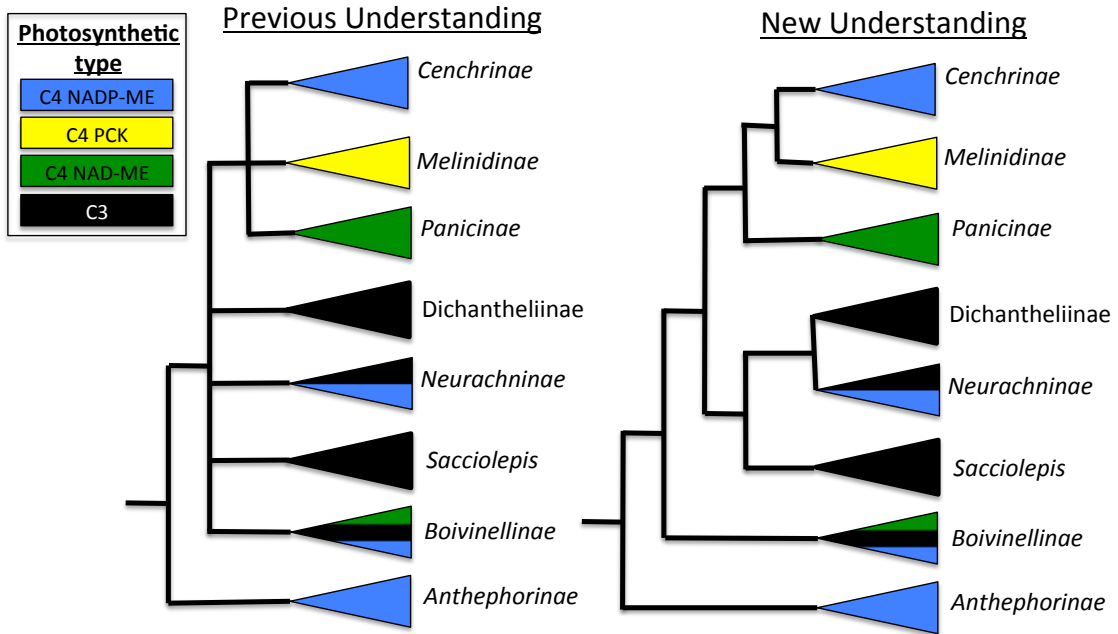 Previous Understanding
New Understanding
Photosynthetic
type
C4 NADP-ME
C4 PCK
C4 NAD-ME
C3
Cenchrinae
Melinidinae
Panicinae
Dichantheliinae
Neurachninae
Sacciolepis
Boivinellinae
Anthephorinae
Cenchrinae
Melinidinae
Panicinae
Dichantheliinae
Neurachninae
Sacciolepis
Boivinellinae
Anthephorinae